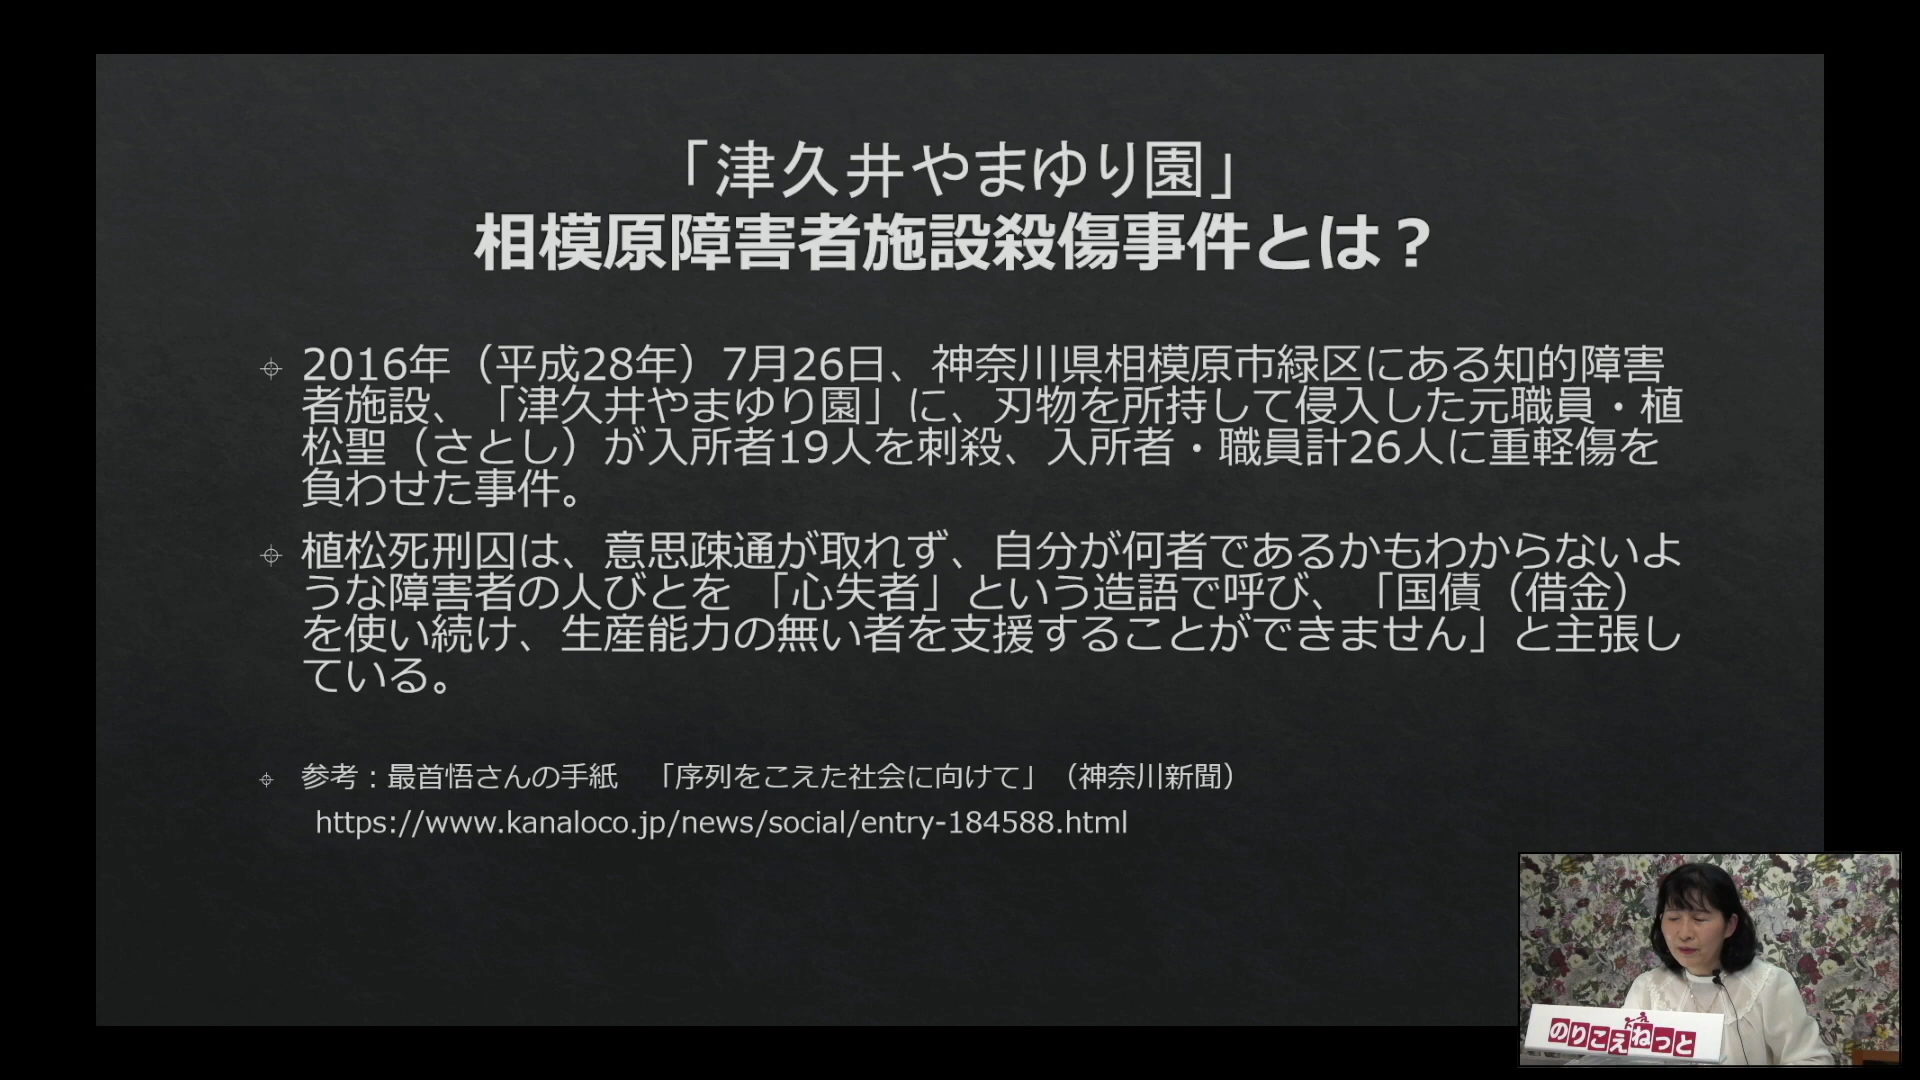 「津久井やまゆり園」
相模原障害者施設殺傷事件とは？
2016年（平成28年）7月26日、神奈川県相模原市緑区にある知的障害
者施設、「津久井やまゆり園」に、刃物を所持して侵入した元職員・植
松聖（さとし）が入所者19人を刺殺、入所者・職員計26人に重軽傷を
負わせた事件。
植松死刑囚は、意思疎通が取れず、自分が何者であるかもわからないよ
うな障害者の人びとを 「心失者」という造語で呼び、「国債（借金）
を使い続け、生産能力の無い者を支援することができません」と主張し
ている。
参考：最首悟さんの手紙　「序列をこえた社会に向けて」（神奈川新聞）
https://www.kanaloco.jp/news/social/entry-184588.html
のりこえねっと